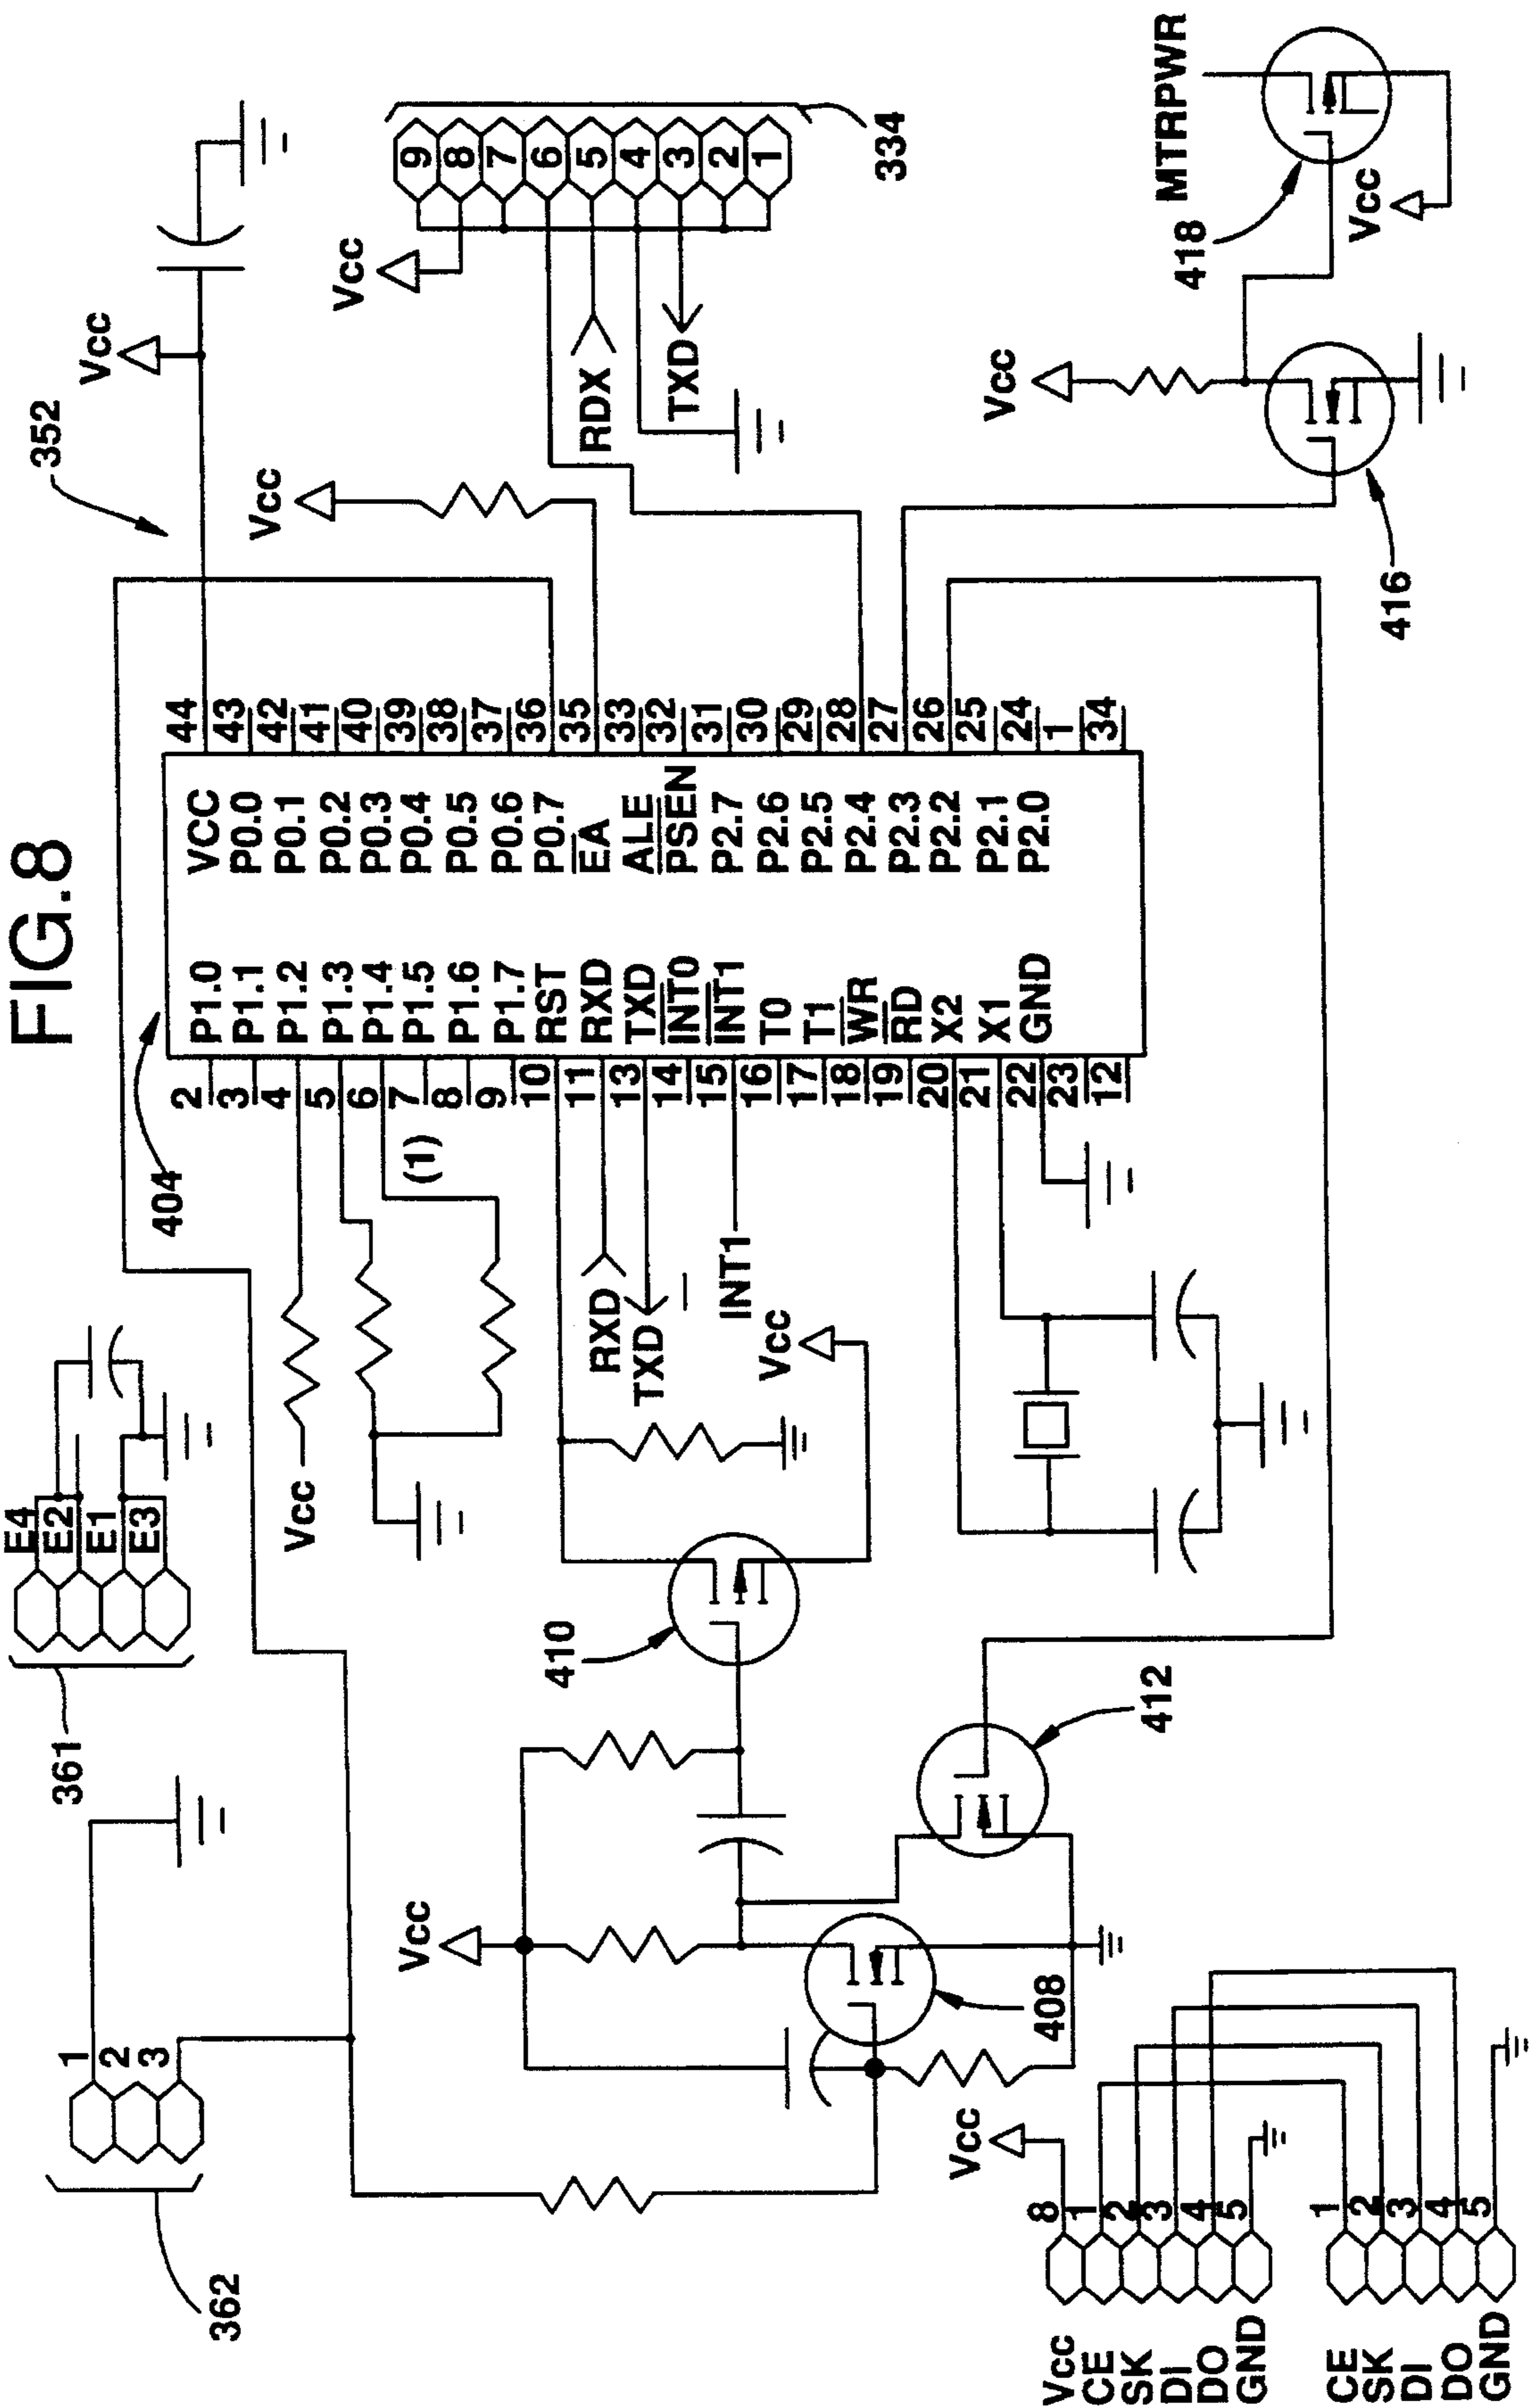 FIG.8
404
352
Vcc
361
E4
E2
E1
E3
362
1
2
3
2
3
4
5
6
7
8
9
10
11
13
14
15
16
17
18
19
20
21
22
23
12
P1.0
P1.1
P1.2
P1.3
P1.4
P1.5
P1.6
P1.7
RST
RXD
TXD
INT0
INT1
T0
T1
WR
RD
X2
X1
GND
VCC
P0.0
P0.1
P0.2
P0.3
P0.4
P0.5
P0.6
P0.7
EA
ALE
PSEN
P2.7
P2.6
P2.5
P2.4
P2.3
P2.2
P2.1
P2.0
44
43
42
41
40
39
38
37
36
35
33
32
31
30
29
28
27
26
25
24
1
34
Vcc
(1)
RXD
TXD
INT1
Vcc
410
412
Vcc
408
Vcc
Vcc
9
8
7
6
5
4
3
2
1
334
RDX
TXD
Vcc
416
418
MTRPWR
Vcc
Vcc
Vcc 8
CE 1
SK 2
DI 3
DO 4
GND 5
CE 1
SK 2
DI 3
DO 4
GND 5